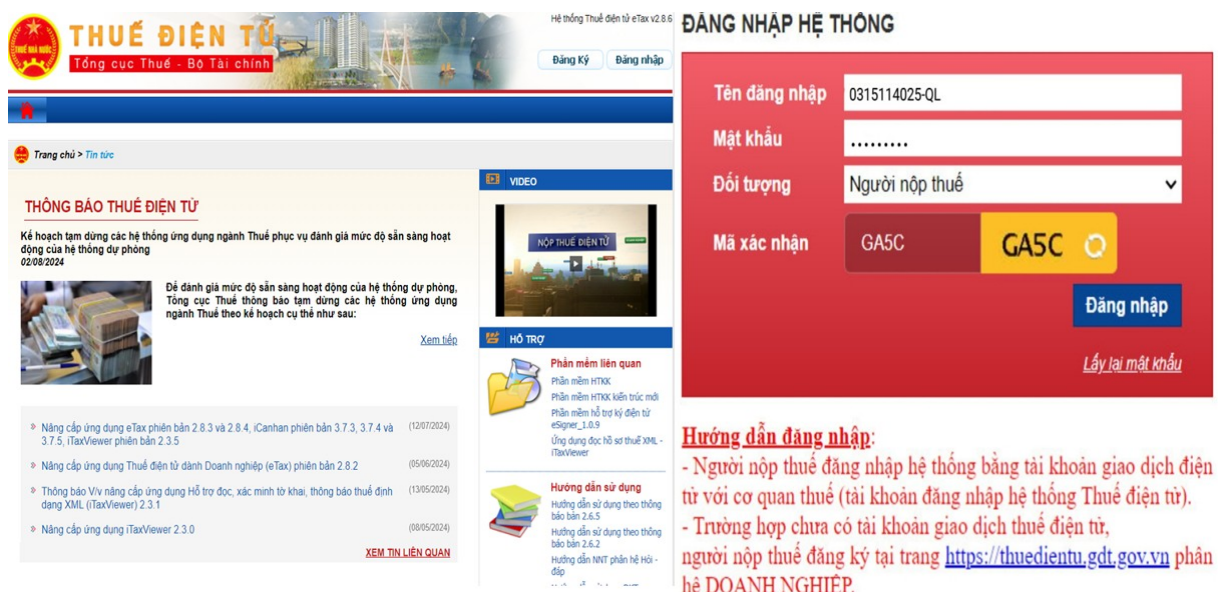 Hệ thống Thuế điện tử eTax v2.8.6
THUẾ NHÀ NƯỚC
THUẾ ĐIỆN TỬ
Tổng cục Thuế - Bộ Tài chính
Đăng Ký
Đăng nhập
Trang chủ > Tin tức
THÔNG BÁO THUẾ ĐIỆN TỬ
Kế hoạch tạm dừng các hệ thống ứng dụng ngành Thuế phục vụ đánh giá mức độ sẵn sàng hoạt
động của hệ thống dự phòng
02/08/2024
Để đánh giá mức độ sẵn sàng hoạt động của hệ thống dự phòng,
Tổng cục Thuế thông báo tạm dừng các hệ thống ứng dụng
ngành Thuế theo kế hoạch cụ thể như sau:
Xem tiếp
» Nâng cấp ứng dụng eTax phiên bản 2.8.3 và 2.8.4, iCanhan phiên bản 3.7.3, 3.7.4 và (12/07/2024)
3.7.5, iTaxViewer phiên bản 2.3.5
» Nâng cấp ứng dụng Thuế điện tử dành Doanh nghiệp (eTax) phiên bản 2.8.2 (05/06/2024)
» Thông báo V/v nâng cấp ứng dụng Hỗ trợ đọc, xác minh tờ khai, thông báo thuế định (13/05/2024)
dạng XML (iTaxViewer) 2.3.1
» Nâng cấp ứng dụng iTaxViewer 2.3.0 (08/05/2024)
XEM TIN LIÊN QUAN
VIDEO
NỘP THUẾ ĐIỆN TỬ
HỖ TRỢ
Phần mềm liên quan
Phần mềm HTKK
Phần mềm HTKK kiến trúc mới
Phần mềm hỗ trợ ký điện tử
eSigner_1.0.9
Ứng dụng đọc hồ sơ thuế XML -
iTaxViewer
Hướng dẫn sử dụng
Hướng dẫn sử dụng theo thông
báo bản 2.6.5
Hướng dẫn sử dụng theo thông
báo bản 2.6.2
Hướng dẫn NNT phân hệ Hỏi -
đáp
ĐĂNG NHẬP HỆ THỐNG
Tên đăng nhập 0315114025-QL
Mật khẩu .........
Đối tượng Người nộp thuế
Mã xác nhận GA5C GA5C
Đăng nhập
Lấy lại mật khẩu
Hướng dẫn đăng nhập:
- Người nộp thuế đăng nhập hệ thống bằng tài khoản giao dịch điện
tử với cơ quan thuế (tài khoản đăng nhập hệ thống Thuế điện tử).
- Trường hợp chưa có tài khoản giao dịch thuế điện tử,
người nộp thuế đăng ký tại trang https://thuedientu.gdt.gov.vn phân
hệ DOANH NGHIỆP.